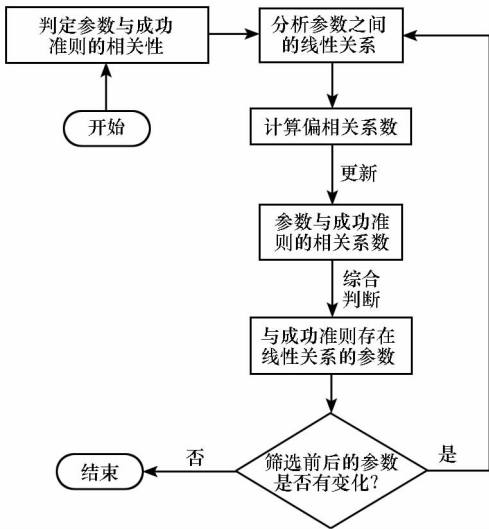 判定参数与成功
准则的相关性
分析参数之间
的线性关系
开始
计算偏相关系数
更新
参数与成功准
则的相关系数
综合
判断
与成功准则存在
线性关系的参数
筛选前后的参数
是否有变化?
否
是
结束